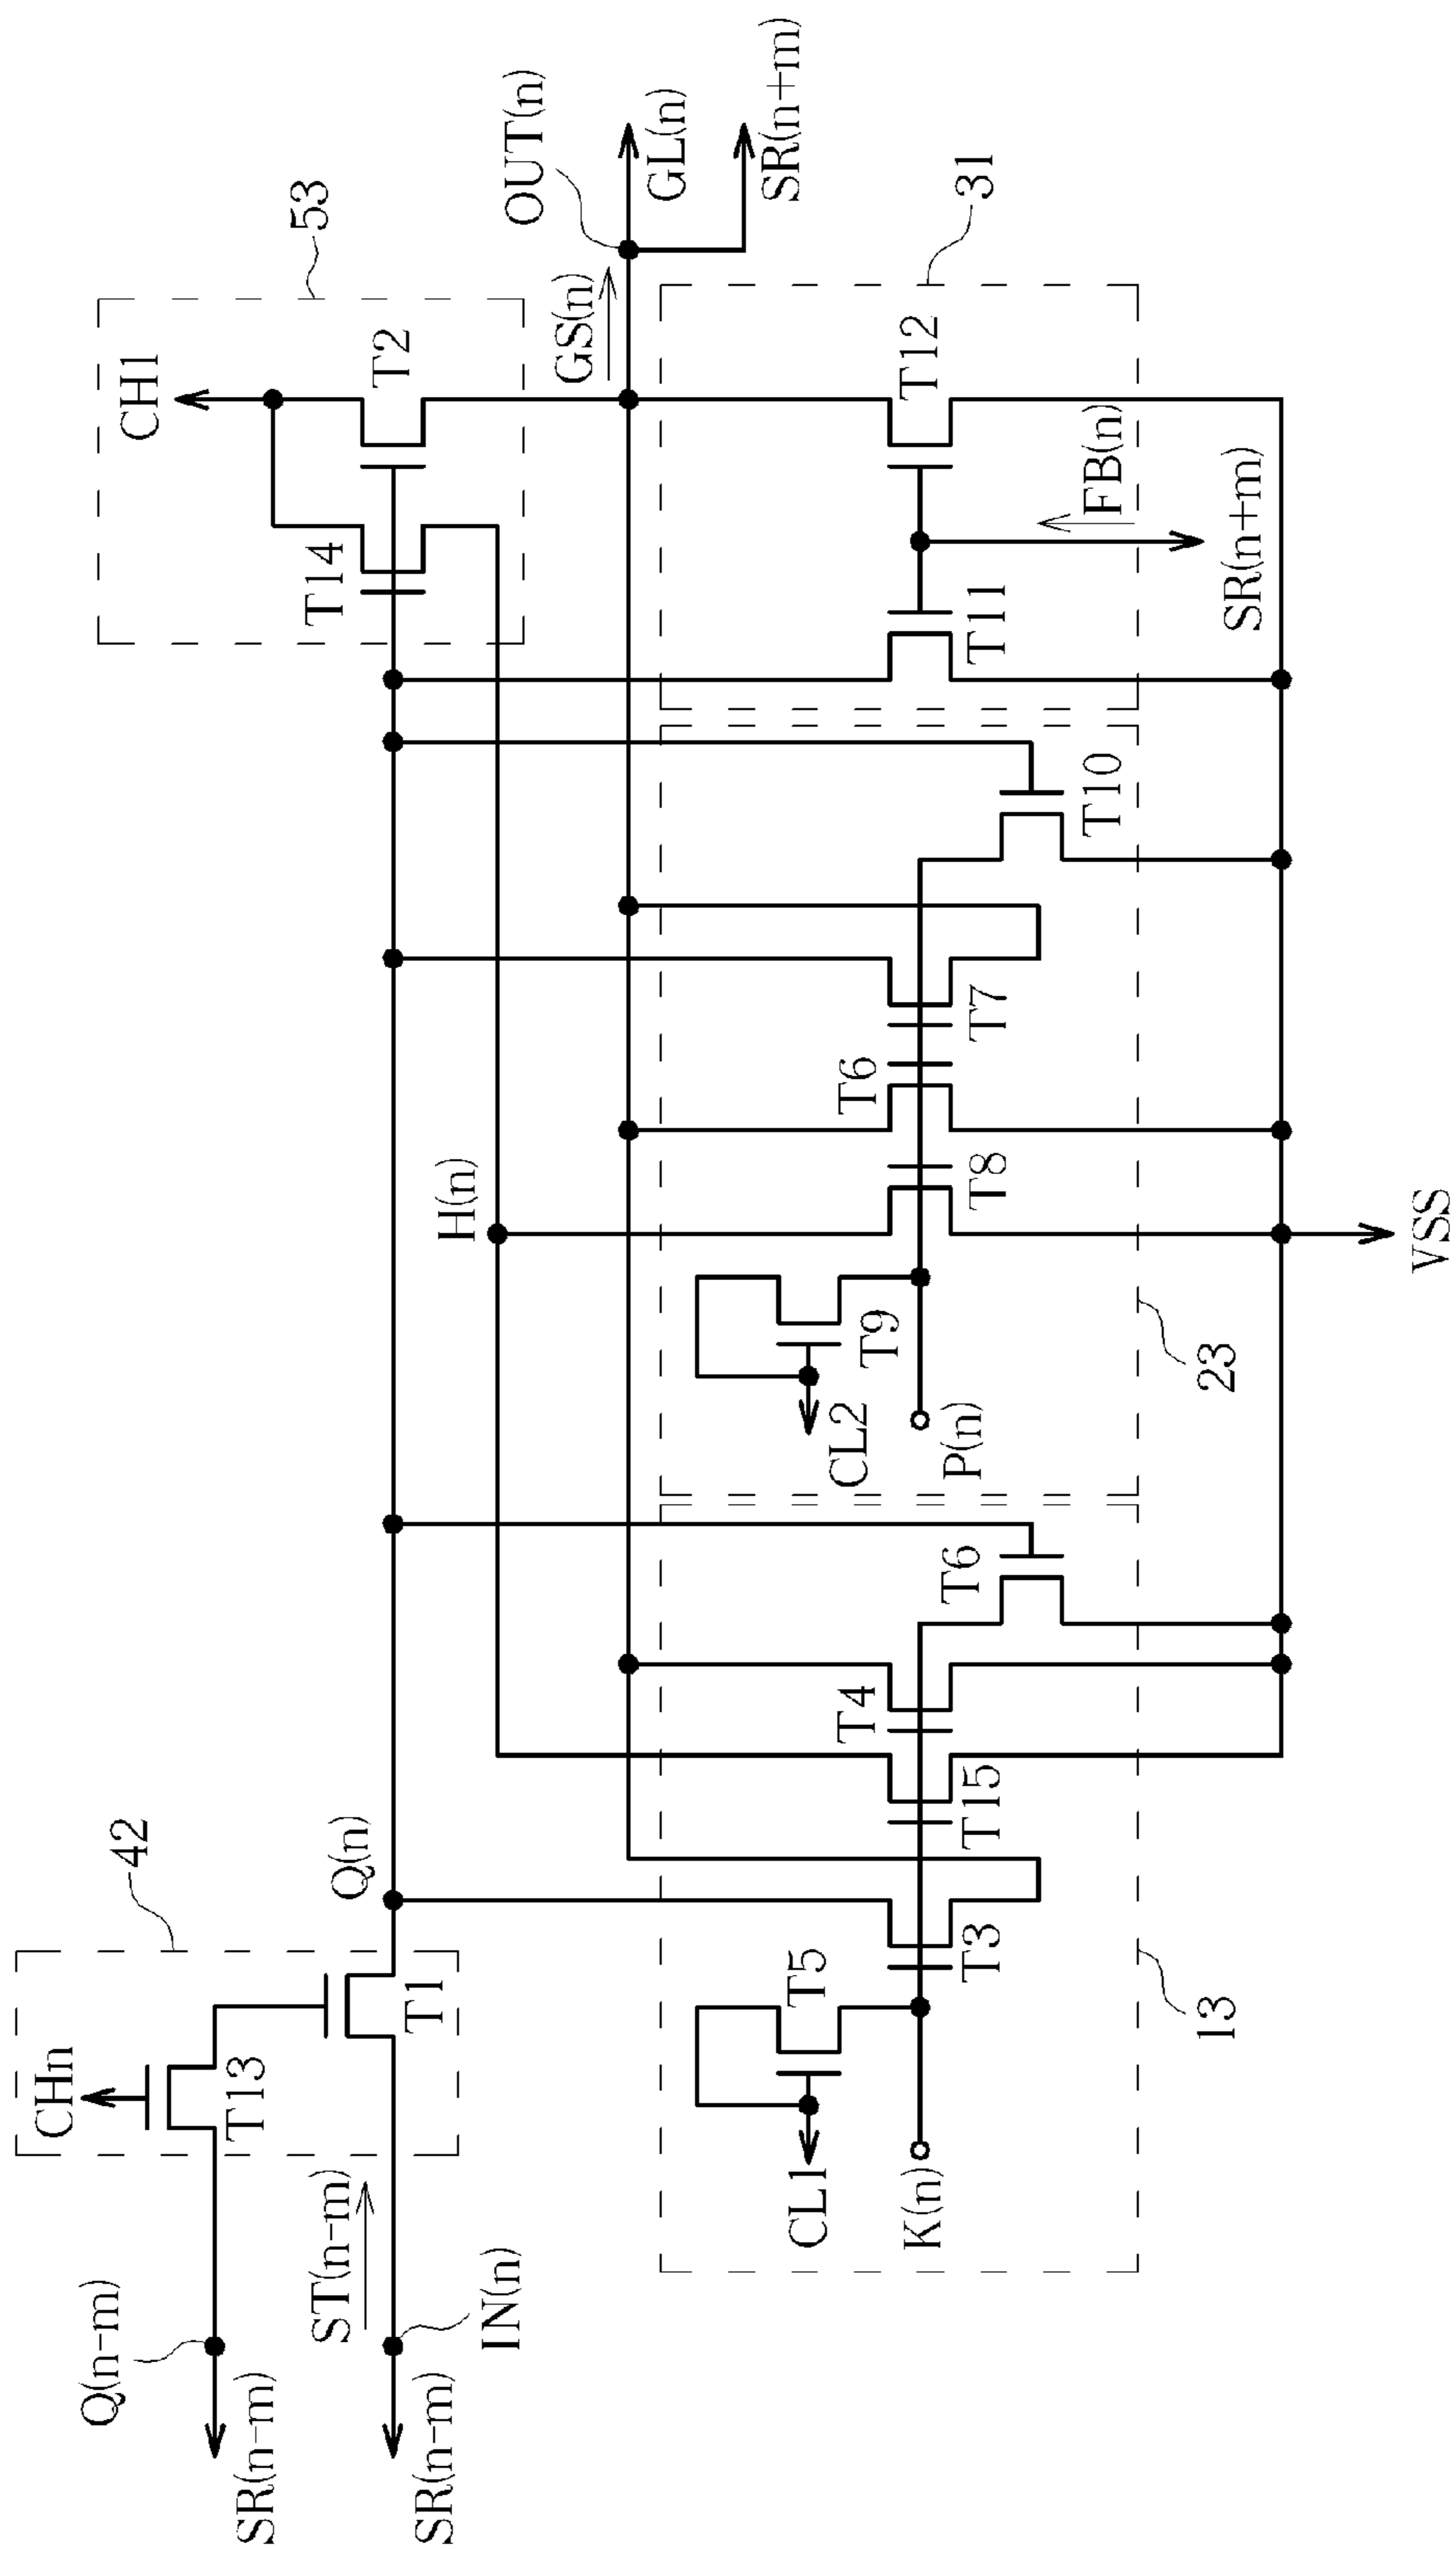 Q(n-m)
SR(n-m)
SR(n-m)
ST(n-m)
IN(n)
CHn
T13
T1
42
Q(n)
H(n)
CH1
T14
T2
53
GS(n)
OUT(n)
GL(n)
SR(n+m)
CL1
T5
K(n)
T3
T15
T4
T6
13
CL2
T9
P(n)
T8
T6
T7
T10
23
VSS
T11
T12
FB(n)
SR(n+m)
31